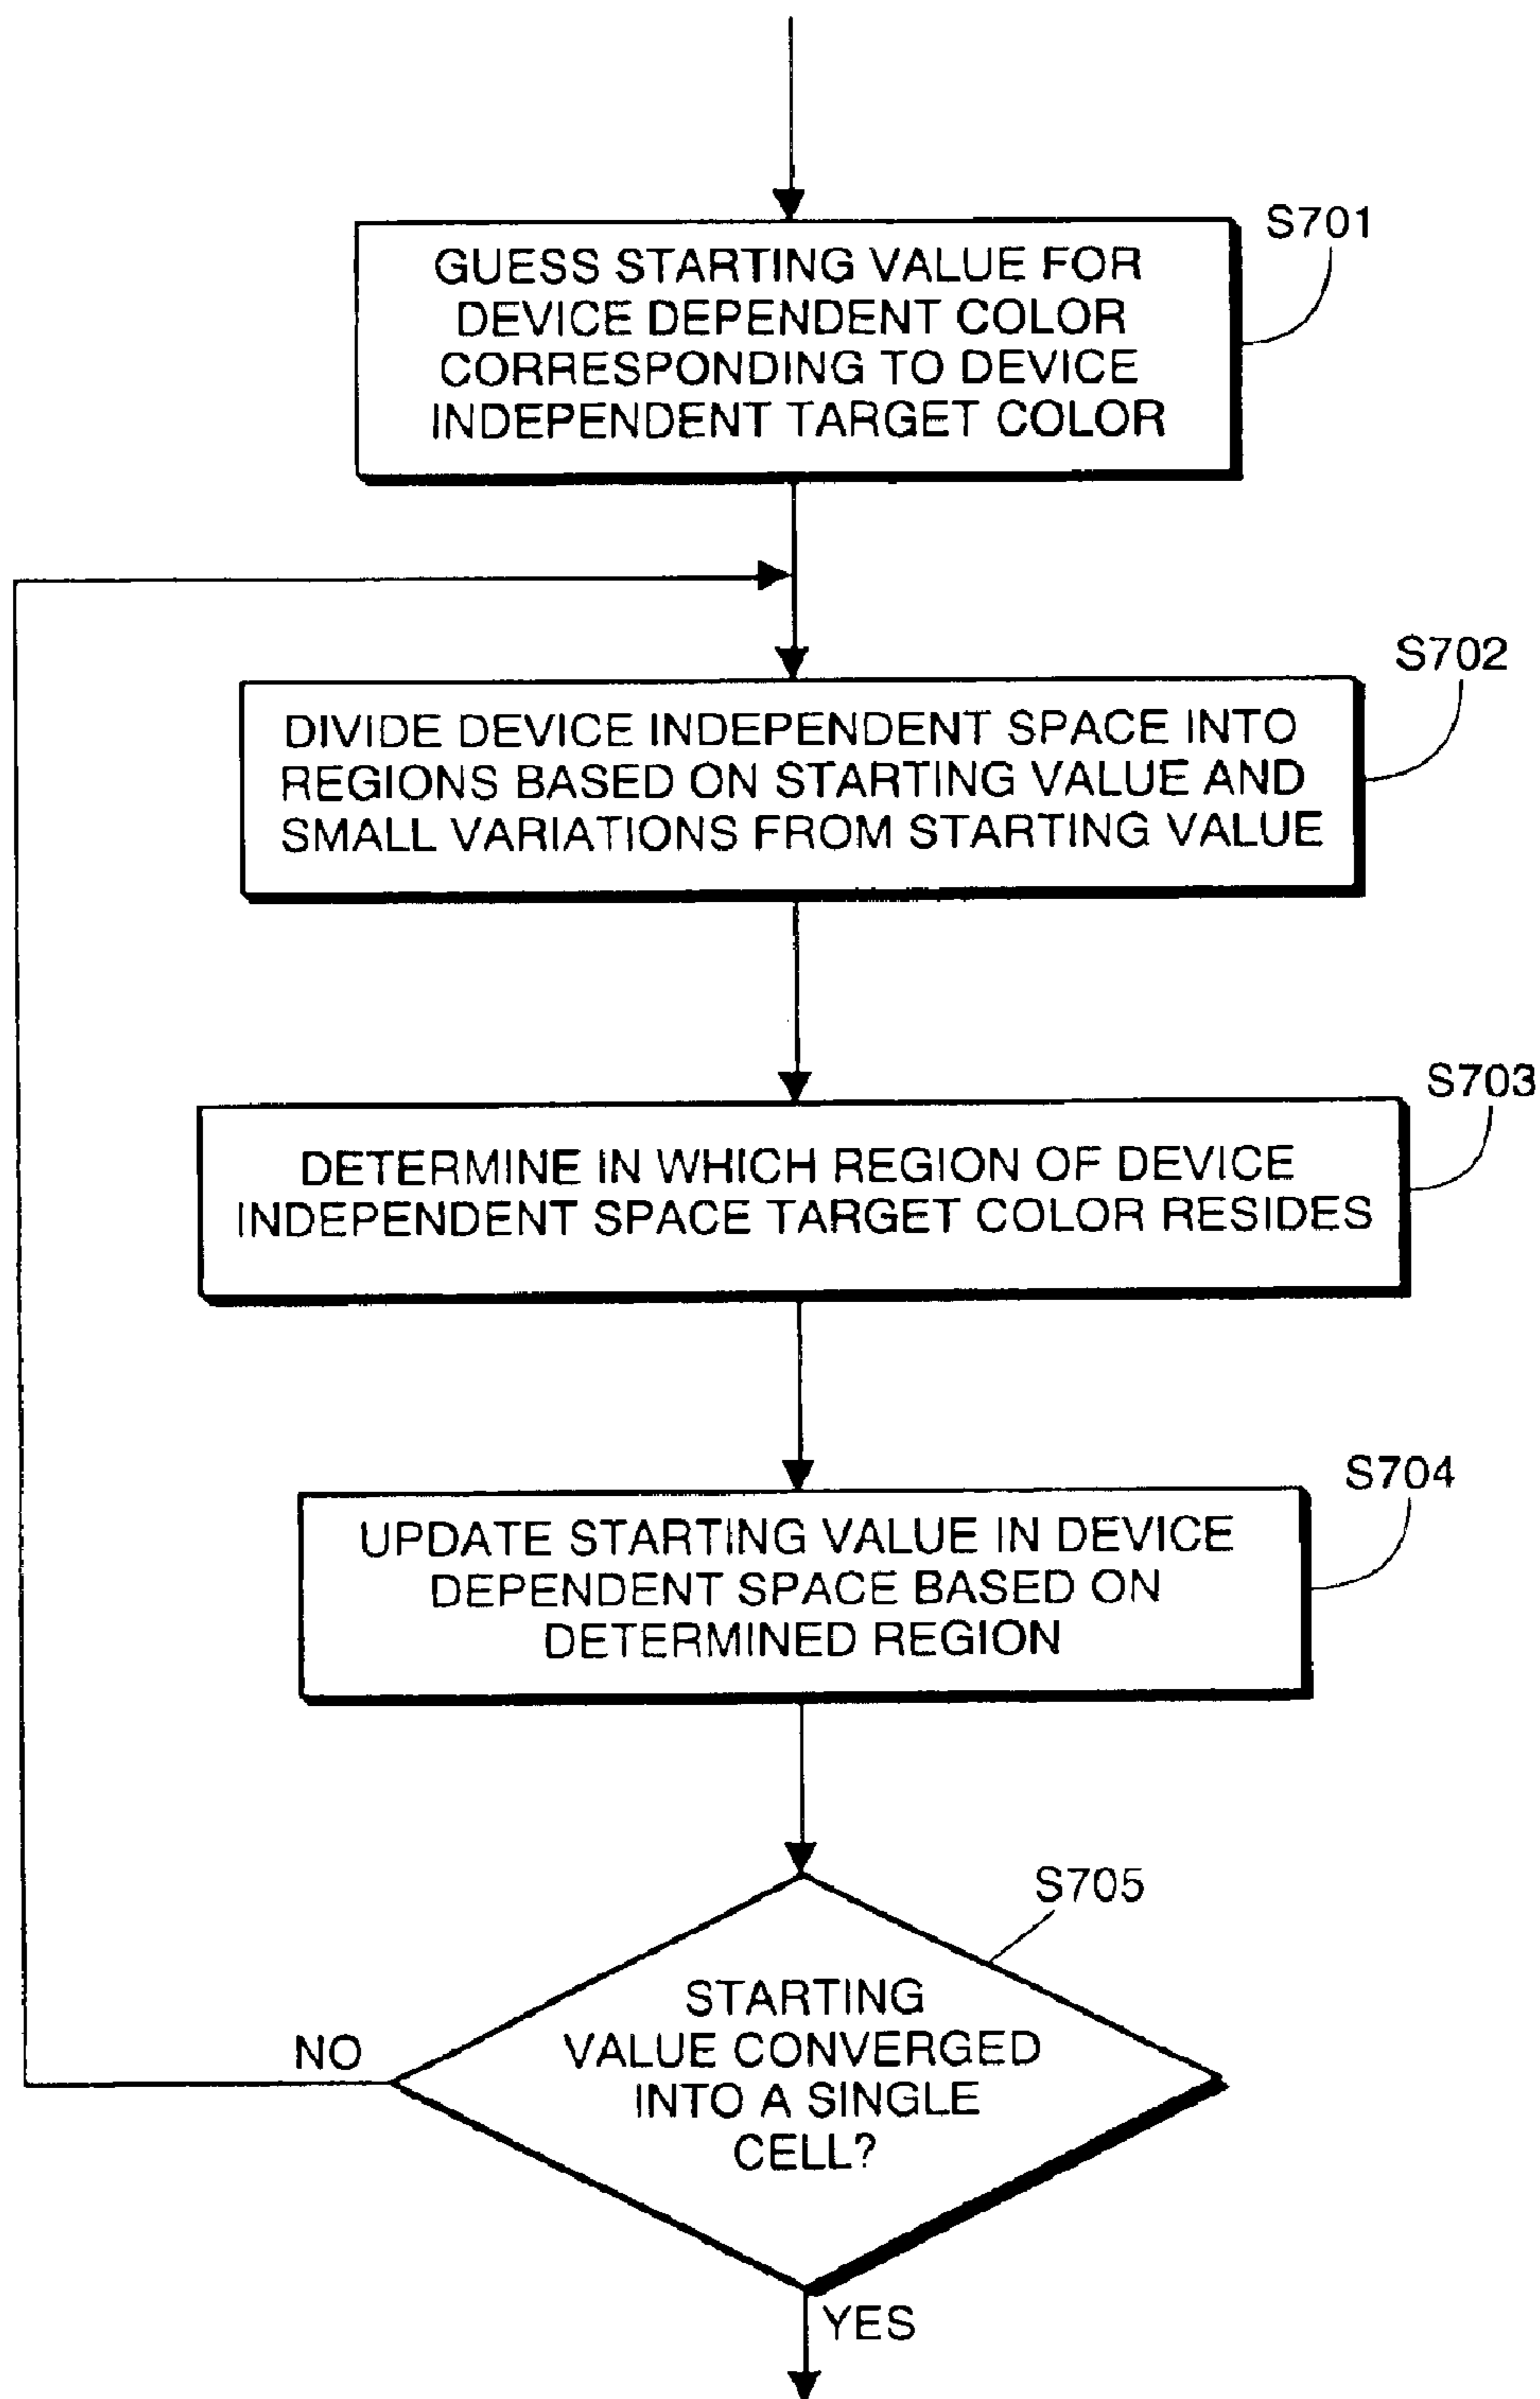 S701
GUESS STARTING VALUE FOR
DEVICE DEPENDENT COLOR
CORRESPONDING TO DEVICE
INDEPENDENT TARGET COLOR
S702
DIVIDE DEVICE INDEPENDENT SPACE INTO
REGIONS BASED ON STARTING VALUE AND
SMALL VARIATIONS FROM STARTING VALUE
S703
DETERMINE IN WHICH REGION OF DEVICE
INDEPENDENT SPACE TARGET COLOR RESIDES
S704
UPDATE STARTING VALUE IN DEVICE
DEPENDENT SPACE BASED ON
DETERMINED REGION
S705
STARTING
VALUE CONVERGED
INTO A SINGLE
CELL?
NO
YES